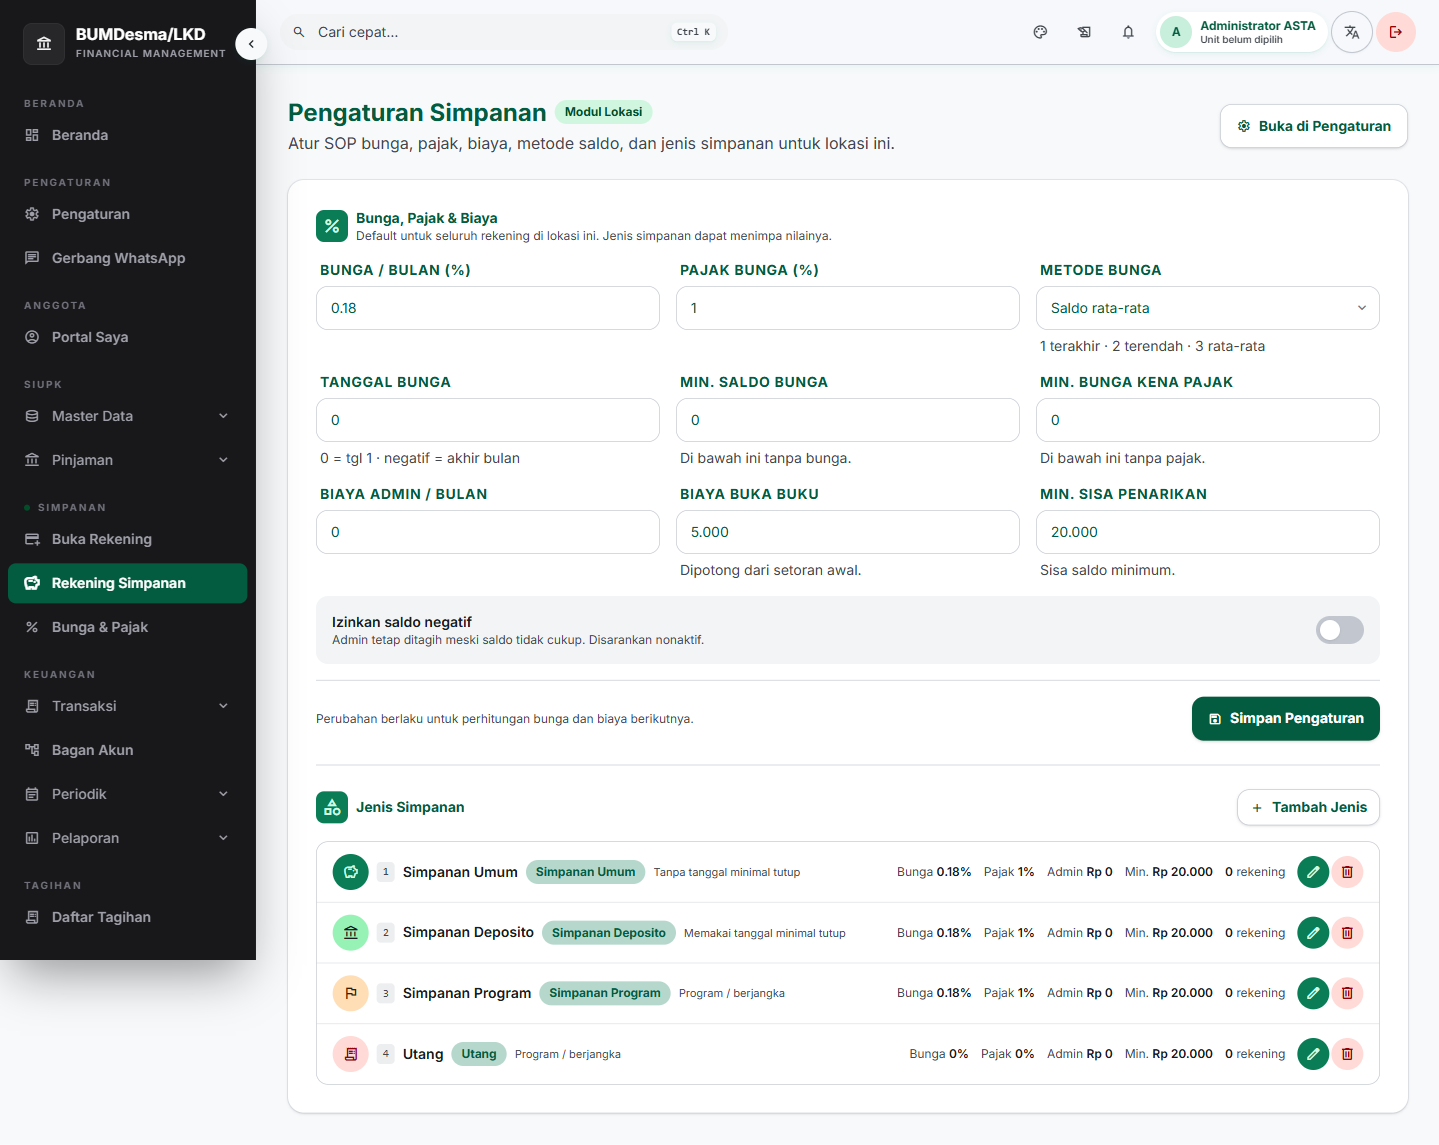 BUMDesma/LKD
FINANCIAL MANAGEMENT
Cari cepat...
Ctrl K
A
Administrator ASTA
Unit belum dipilih
BERANDA
Beranda
PENGATURAN
Pengaturan
Gerbang WhatsApp
ANGGOTA
Portal Saya
SIUPK
Master Data
Pinjaman
SIMPANAN
Buka Rekening
Rekening Simpanan
Bunga & Pajak
KEUANGAN
Transaksi
Bagan Akun
Periodik
Pelaporan
TAGIHAN
Daftar Tagihan
Pengaturan Simpanan
Modul Lokasi
Atur SOP bunga, pajak, biaya, metode saldo, dan jenis simpanan untuk lokasi ini.
Buka di Pengaturan
Bunga, Pajak & Biaya
Default untuk seluruh rekening di lokasi ini. Jenis simpanan dapat menimpa nilainya.
BUNGA / BULAN (%)
0.18
PAJAK BUNGA (%)
1
METODE BUNGA
Saldo rata-rata
1 terakhir · 2 terendah · 3 rata-rata
TANGGAL BUNGA
0
0 = tgl 1 · negatif = akhir bulan
MIN. SALDO BUNGA
0
Di bawah ini tanpa bunga.
MIN. BUNGA KENA PAJAK
0
Di bawah ini tanpa pajak.
BIAYA ADMIN / BULAN
0
BIAYA BUKA BUKU
5.000
Dipotong dari setoran awal.
MIN. SISA PENARIKAN
20.000
Sisa saldo minimum.
Izinkan saldo negatif
Admin tetap ditagih meski saldo tidak cukup. Disarankan nonaktif.
Perubahan berlaku untuk perhitungan bunga dan biaya berikutnya.
Simpan Pengaturan
Jenis Simpanan
Tambah Jenis
1 Simpanan Umum Simpanan Umum Tanpa tanggal minimal tutup Bunga 0.18% Pajak 1% Admin Rp 0 Min. Rp 20.000 0 rekening
2 Simpanan Deposito Simpanan Deposito Memakai tanggal minimal tutup Bunga 0.18% Pajak 1% Admin Rp 0 Min. Rp 20.000 0 rekening
3 Simpanan Program Simpanan Program Program / berjangka Bunga 0.18% Pajak 1% Admin Rp 0 Min. Rp 20.000 0 rekening
4 Utang Utang Program / berjangka Bunga 0% Pajak 0% Admin Rp 0 Min. Rp 20.000 0 rekening